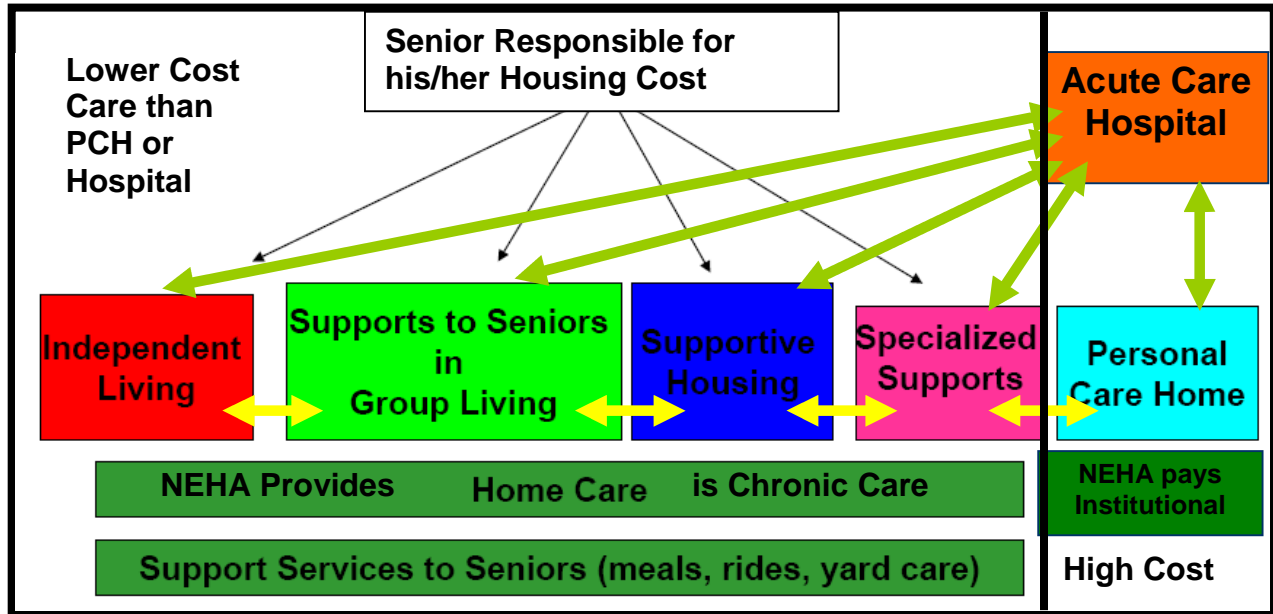 Lower Cost
Care than
PCH or
Hospital
Senior Responsible for
his/her Housing Cost
Acute Care
Hospital
Independent
Living
Supports to Seniors
in
Group Living
Supportive
Housing
Specialized
Supports
Personal
Care Home
NEHA Provides Home Care is Chronic Care
NEHA pays
Institutional
Support Services to Seniors (meals, rides, yard care)
High Cost